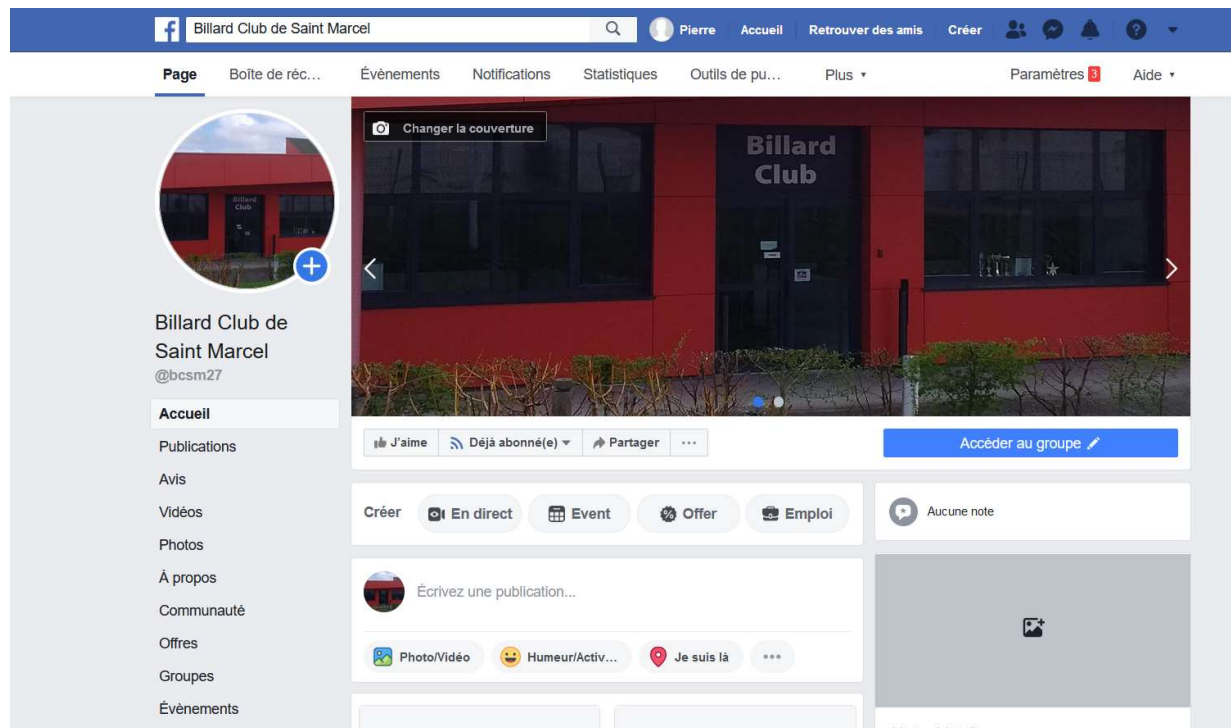 Billard Club de Saint Marcel
Pierre Accueil Retrouver des amis Créer
Page Boîte de réc... Évènements Notifications Statistiques Outils de pu... Plus Paramètres 3 Aide
Changer la couverture
Billard
Club
Billard
Club
Billard Club de
Saint Marcel
@bcsm27
Accueil
Publications
Avis
Vidéos
Photos
À propos
Communauté
Offres
Groupes
Évènements
J'aime Déjà abonné(e) Partager ... Accéder au groupe
Créer En direct Event Offer Emploi
Aucune note
Écrivez une publication...
Photo/Vidéo Humeur/Activ... Je suis là ...